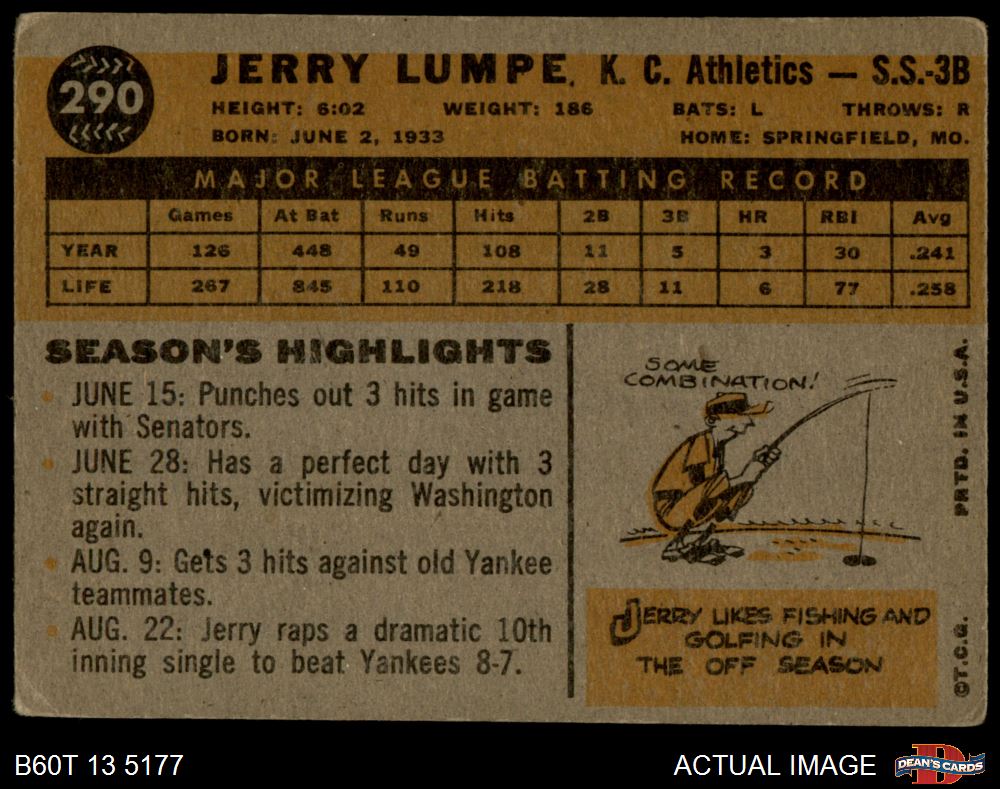 290
JERRY LUMPE, K. C. Athletics — S.S.-3B
HEIGHT: 6:02 WEIGHT: 186 BATS: L THROWS: R
BORN: JUNE 2, 1933 HOME: SPRINGFIELD, MO.
MAJOR LEAGUE BATTING RECORD
Games At Bat Runs Hits 2B 3B HR RBI Avg
YEAR 126 448 49 108 11 5 3 30 .241
LIFE 267 845 110 218 28 11 6 77 .258
SEASON'S HIGHLIGHTS
• JUNE 15: Punches out 3 hits in game
with Senators.
• JUNE 28: Has a perfect day with 3
straight hits, victimizing Washington
again.
• AUG. 9: Gets 3 hits against old Yankee
teammates.
• AUG. 22: Jerry raps a dramatic 10th
inning single to beat Yankees 8-7.
SOME
COMBINATION!
JERRY LIKES FISHING AND
GOLFING IN
THE OFF SEASON
©T.C.G. PRTD. IN U.S.A.
B60T 13 5177
ACTUAL IMAGE
D
DEAN'S CARDS